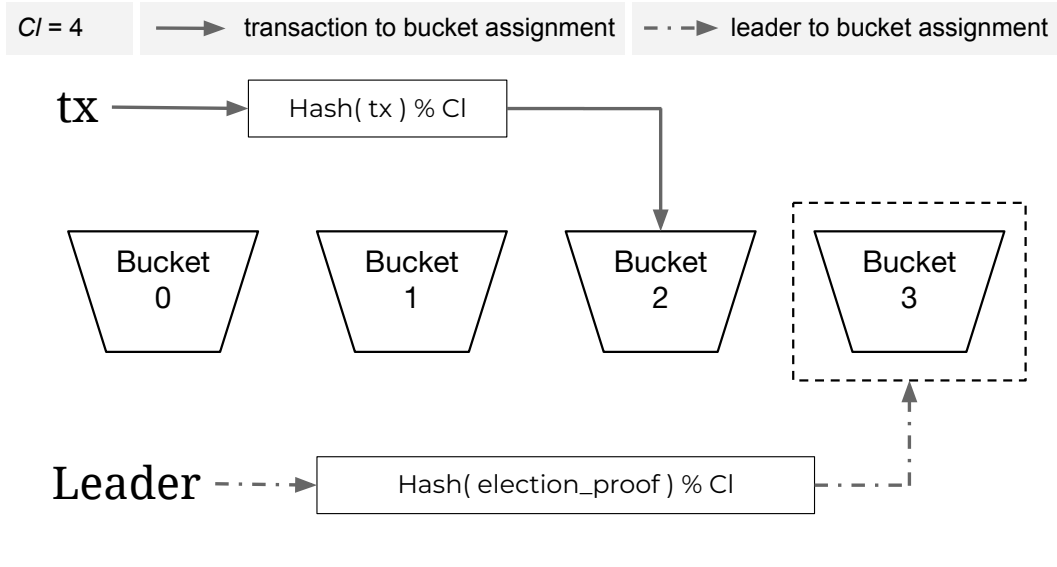 Cl = 4
transaction to bucket assignment
leader to bucket assignment
tx
Hash( tx ) % Cl
Bucket
0
Bucket
1
Bucket
2
Bucket
3
Leader
Hash( election_proof ) % Cl